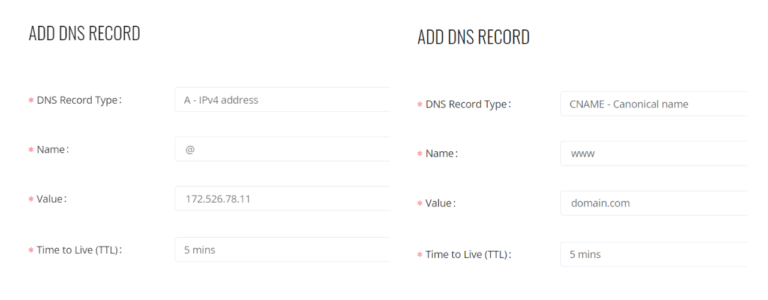 ADD DNS RECORD
* DNS Record Type: A - IPv4 address
* Name: @
* Value: 172.526.78.11
* Time to Live (TTL): 5 mins
ADD DNS RECORD
* DNS Record Type: CNAME - Canonical name
* Name: www
* Value: domain.com
* Time to Live (TTL): 5 mins